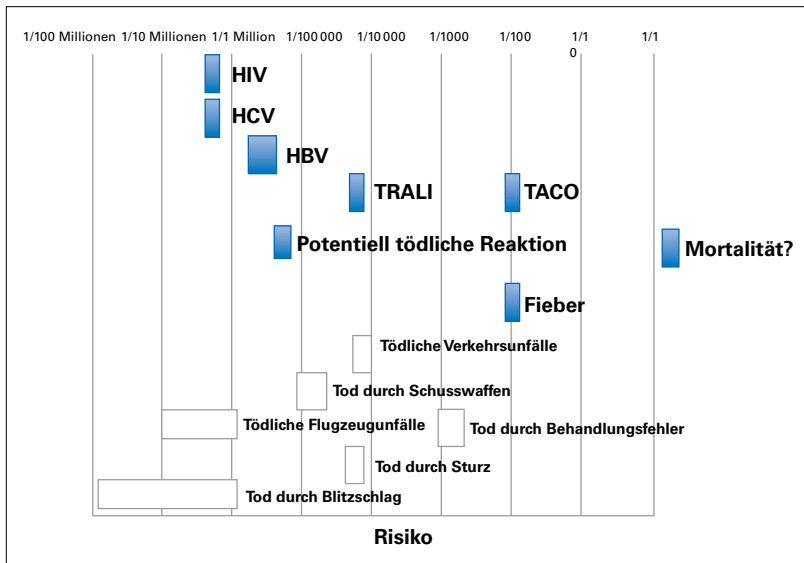 1/100 Millionen 1/10 Millionen 1/1 Million 1/100 000 1/10 000 1/1000 1/100 1/1 1/1
0
HIV
HCV
HBV
TRALI TACO
Potentiell tödliche Reaktion Mortalität?
Fieber
Tödliche Verkehrsunfälle
Tod durch Schusswaffen
Tödliche Flugzeugunfälle Tod durch Behandlungsfehler
Tod durch Sturz
Tod durch Blitzschlag
Risiko